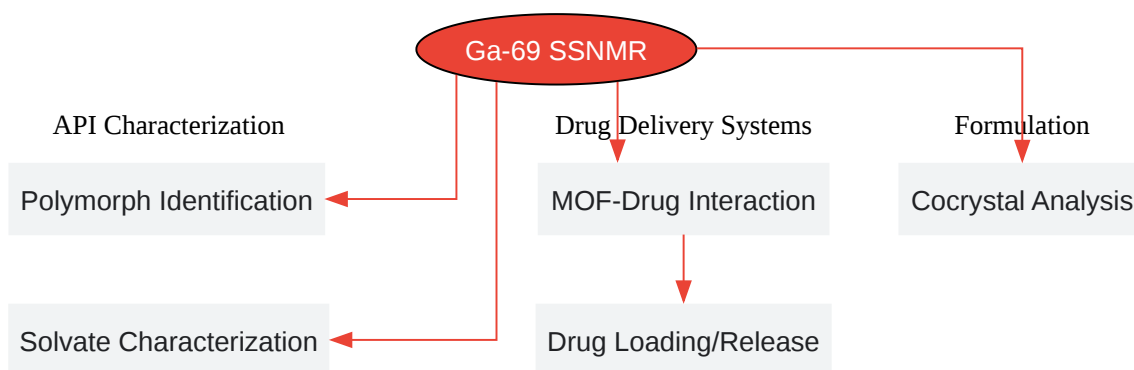 Ga-69 SSNMR
API Characterization
Drug Delivery Systems
Formulation
Polymorph Identification
MOF-Drug Interaction
Cocrystal Analysis
Solvate Characterization
Drug Loading/Release